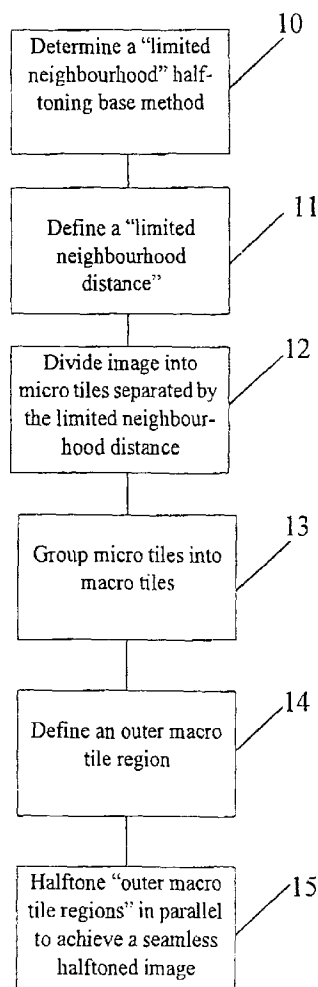 Determine a "limited
neighbourhood" half-
toning base method
10
Define a "limited
neighbourhood
distance"
11
Divide image into
micro tiles separated by
the limited neighbour-
hood distance
12
Group micro tiles into
macro tiles
13
Define an outer macro
tile region
14
Halftone "outer macro
tile regions" in parallel
to achieve a seamless
halftoned image
15